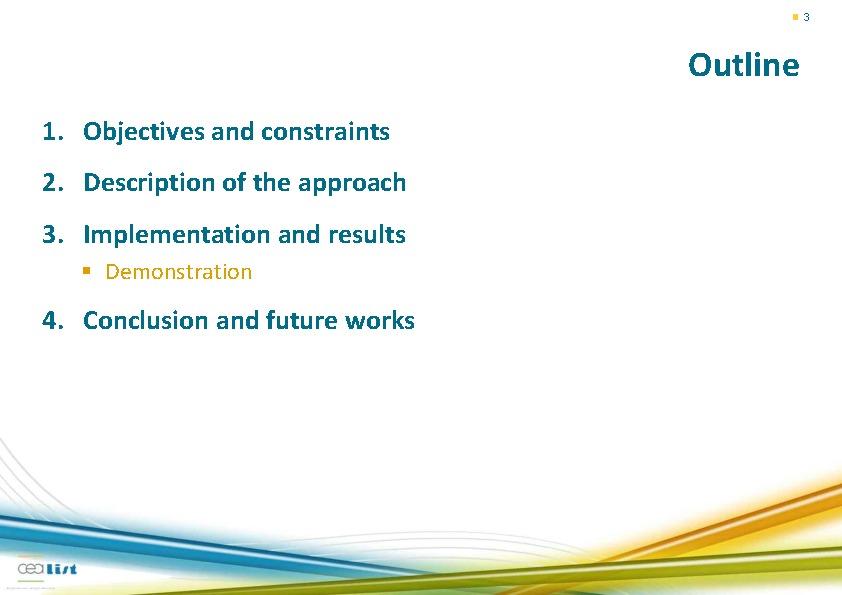 3
Outline
1. Objectives and constraints
2. Description of the approach
3. Implementation and results
▪ Demonstration
4. Conclusion and future works
cea list